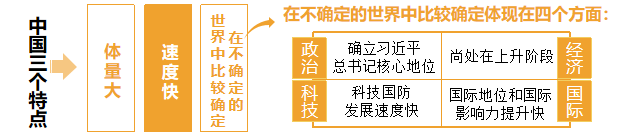 中国三个特点
体量大
速度快
在不确定的
世界中比较确定
在不确定的世界中比较确定体现在四个方面：
政治
确立习近平
总书记核心地位
尚处在上升阶段
经济
科技
科技国防
发展速度快
国际地位和国际
影响力提升快
国际